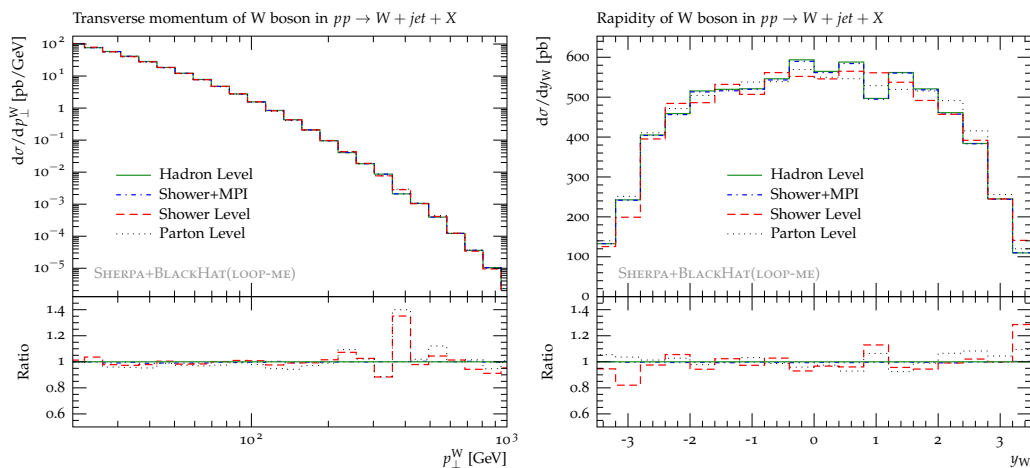 Transverse momentum of W boson in pp → W + jet + X
dσ/dp⊥^W [pb/GeV]
10^2
10^1
1
10^−1
10^−2
10^−3
10^−4
10^−5
Hadron Level
Shower+MPI
Shower Level
Parton Level
SHERPA+BLACKHAT(LOOP-ME)
Ratio
1.4
1.2
1
0.8
0.6
10^2
10^3
p⊥^W [GeV]
Rapidity of W boson in pp → W + jet + X
dσ/dy_W [pb]
600
500
400
300
200
100
0
Hadron Level
Shower+MPI
Shower Level
Parton Level
SHERPA+BLACKHAT(LOOP-ME)
Ratio
1.4
1.2
1
0.8
0.6
-3
-2
-1
0
1
2
3
y_W